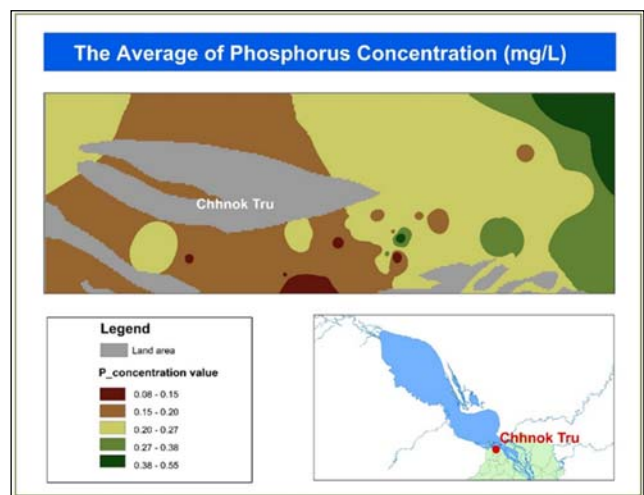 The Average of Phosphorus Concentration (mg/L)
Chhnok Tru
Legend
Land area
P_concentration value
0.08 - 0.15
0.15 - 0.20
0.20 - 0.27
0.27 - 0.38
0.38 - 0.55
Chhnok Tru